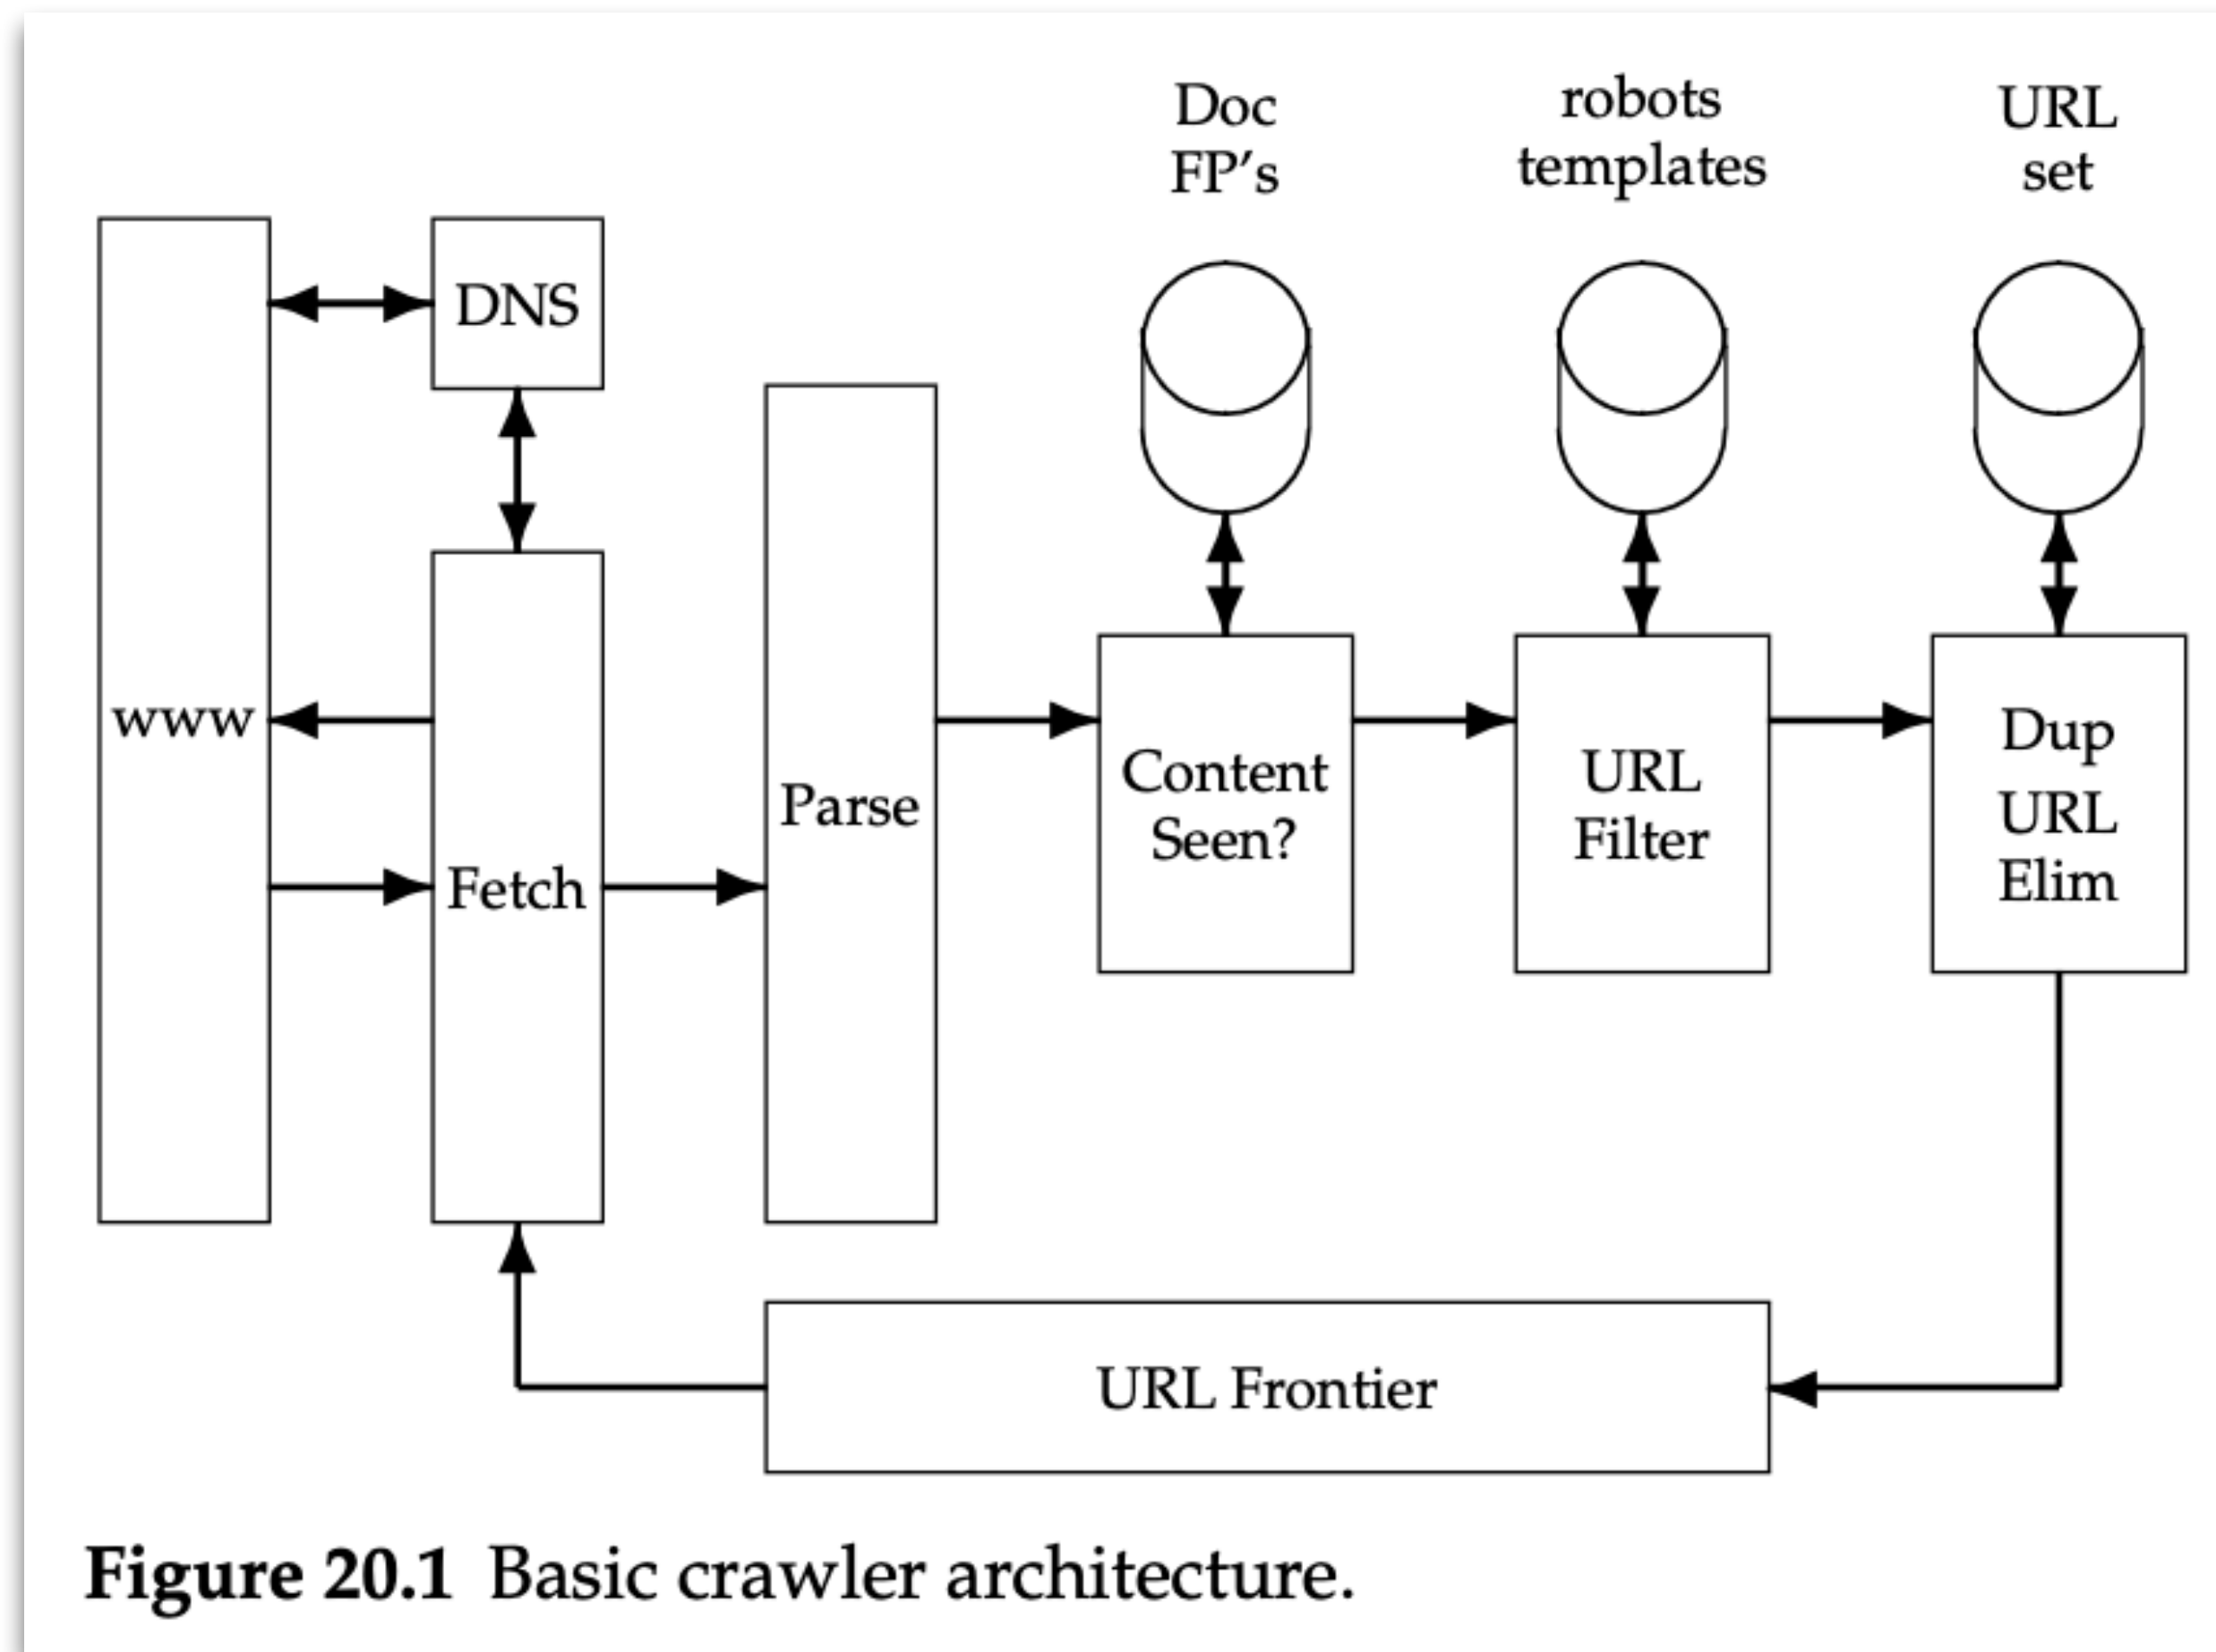 Doc
FP's
robots
templates
URL
set
DNS
www
Fetch
Parse
Content
Seen?
URL
Filter
Dup
URL
Elim
URL Frontier
Figure 20.1 Basic crawler architecture.